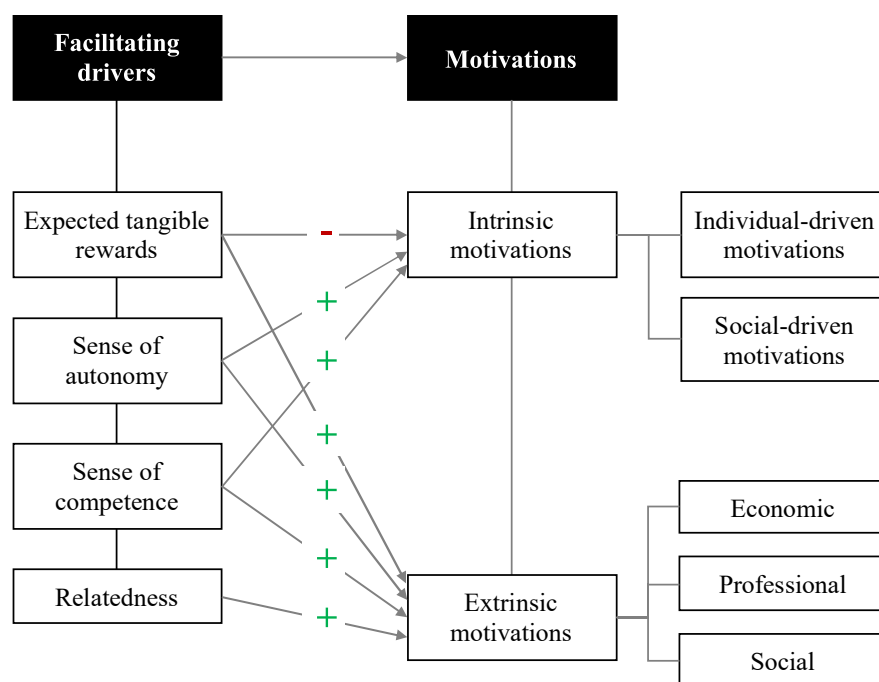 Facilitating
drivers
Motivations
Expected tangible
rewards
-
Intrinsic
motivations
Individual-driven
motivations
+
Sense of
autonomy
Social-driven
motivations
+
+
Sense of
competence
+
Economic
+
Professional
Relatedness
+
Extrinsic
motivations
Social